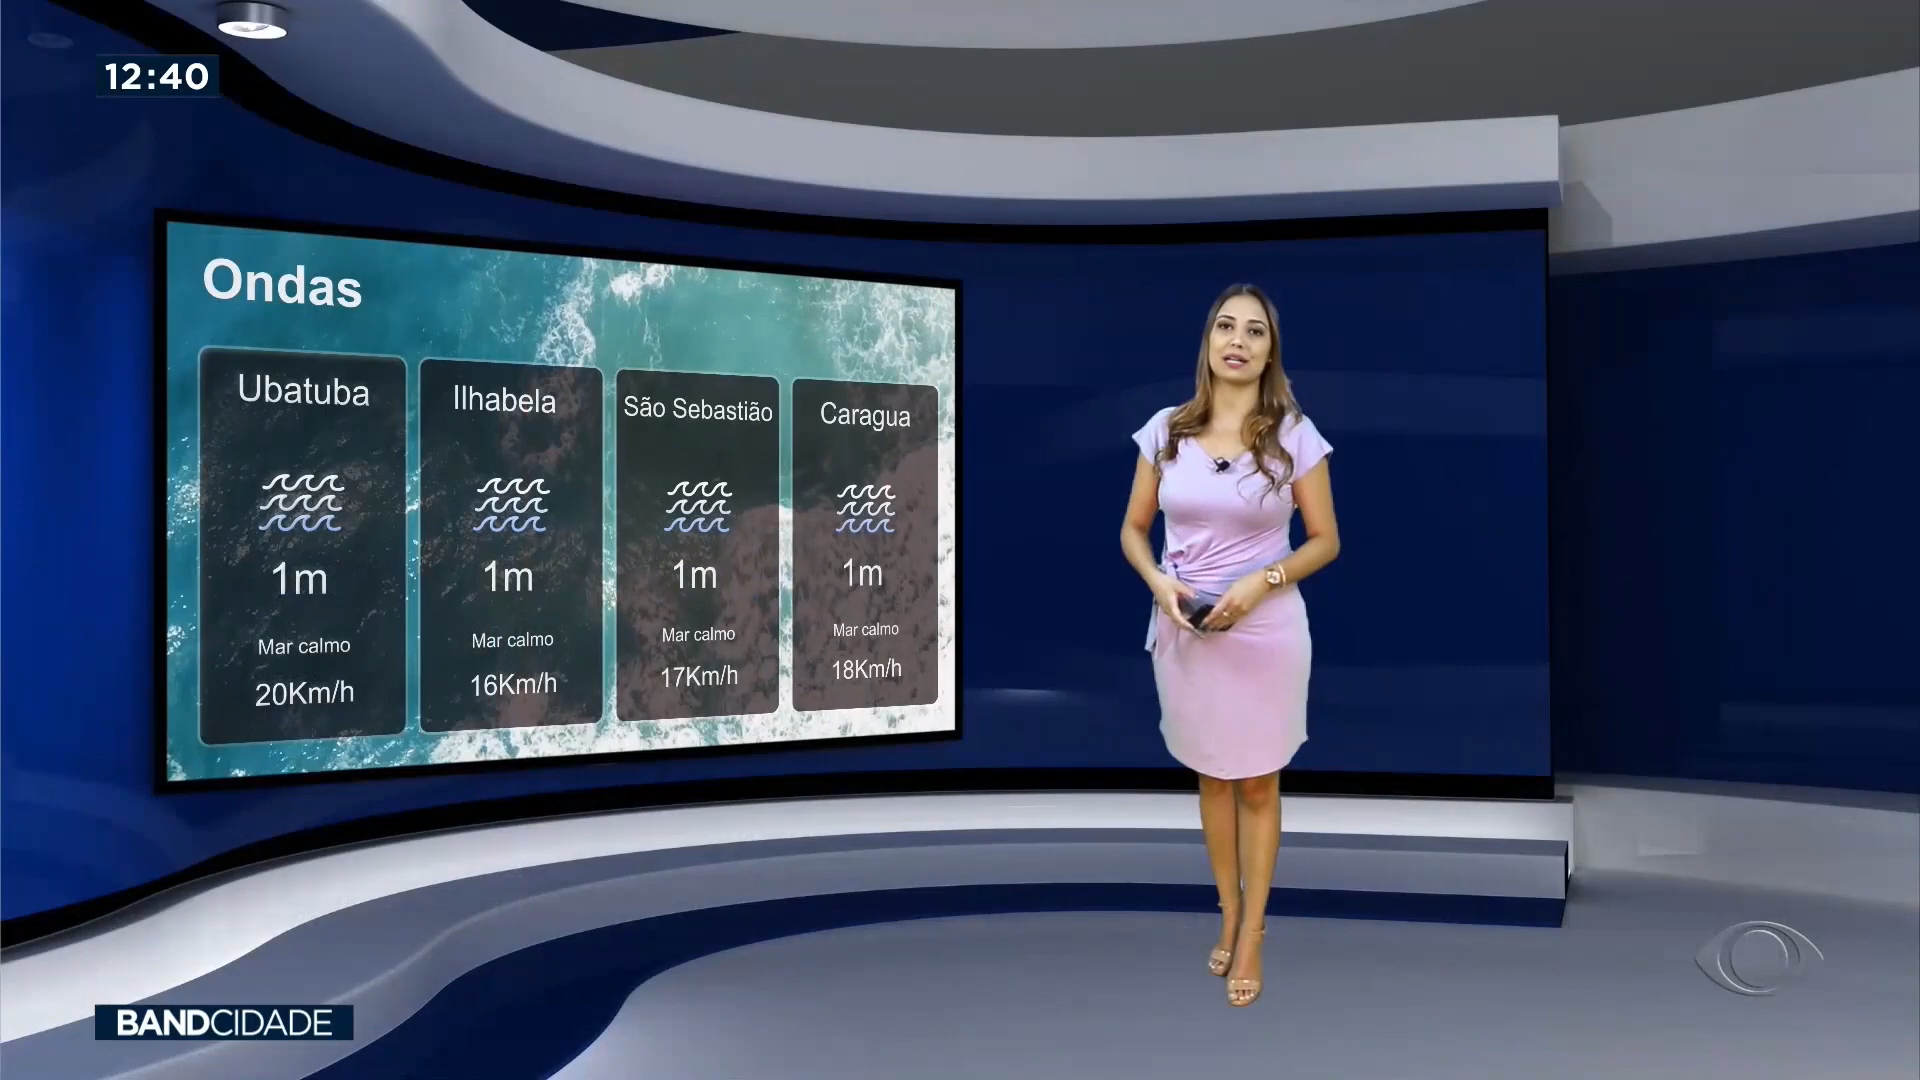 12:40
Ondas
Ubatuba
1m
Mar calmo
20Km/h
Ilhabela
1m
Mar calmo
16Km/h
São Sebastião
1m
Mar calmo
17Km/h
Caragua
1m
Mar calmo
18Km/h
BANDCIDADE